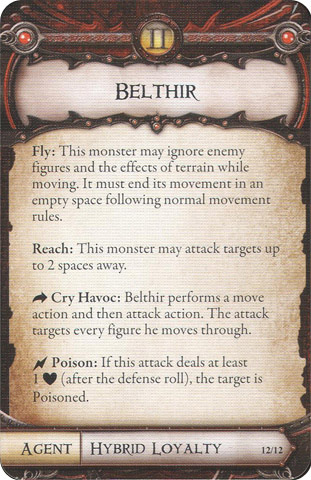 II
BELTHIR
Fly: This monster may ignore enemy
figures and the effects of terrain while
moving. It must end its movement in an
empty space following normal movement
rules.
Reach: This monster may attack targets up
to 2 spaces away.
Cry Havoc: Belthir performs a move
action and then attack action. The attack
targets every figure he moves through.
Poison: If this attack deals at least
1 ♥ (after the defense roll), the target is
Poisoned.
AGENT HYBRID LOYALTY 12/12